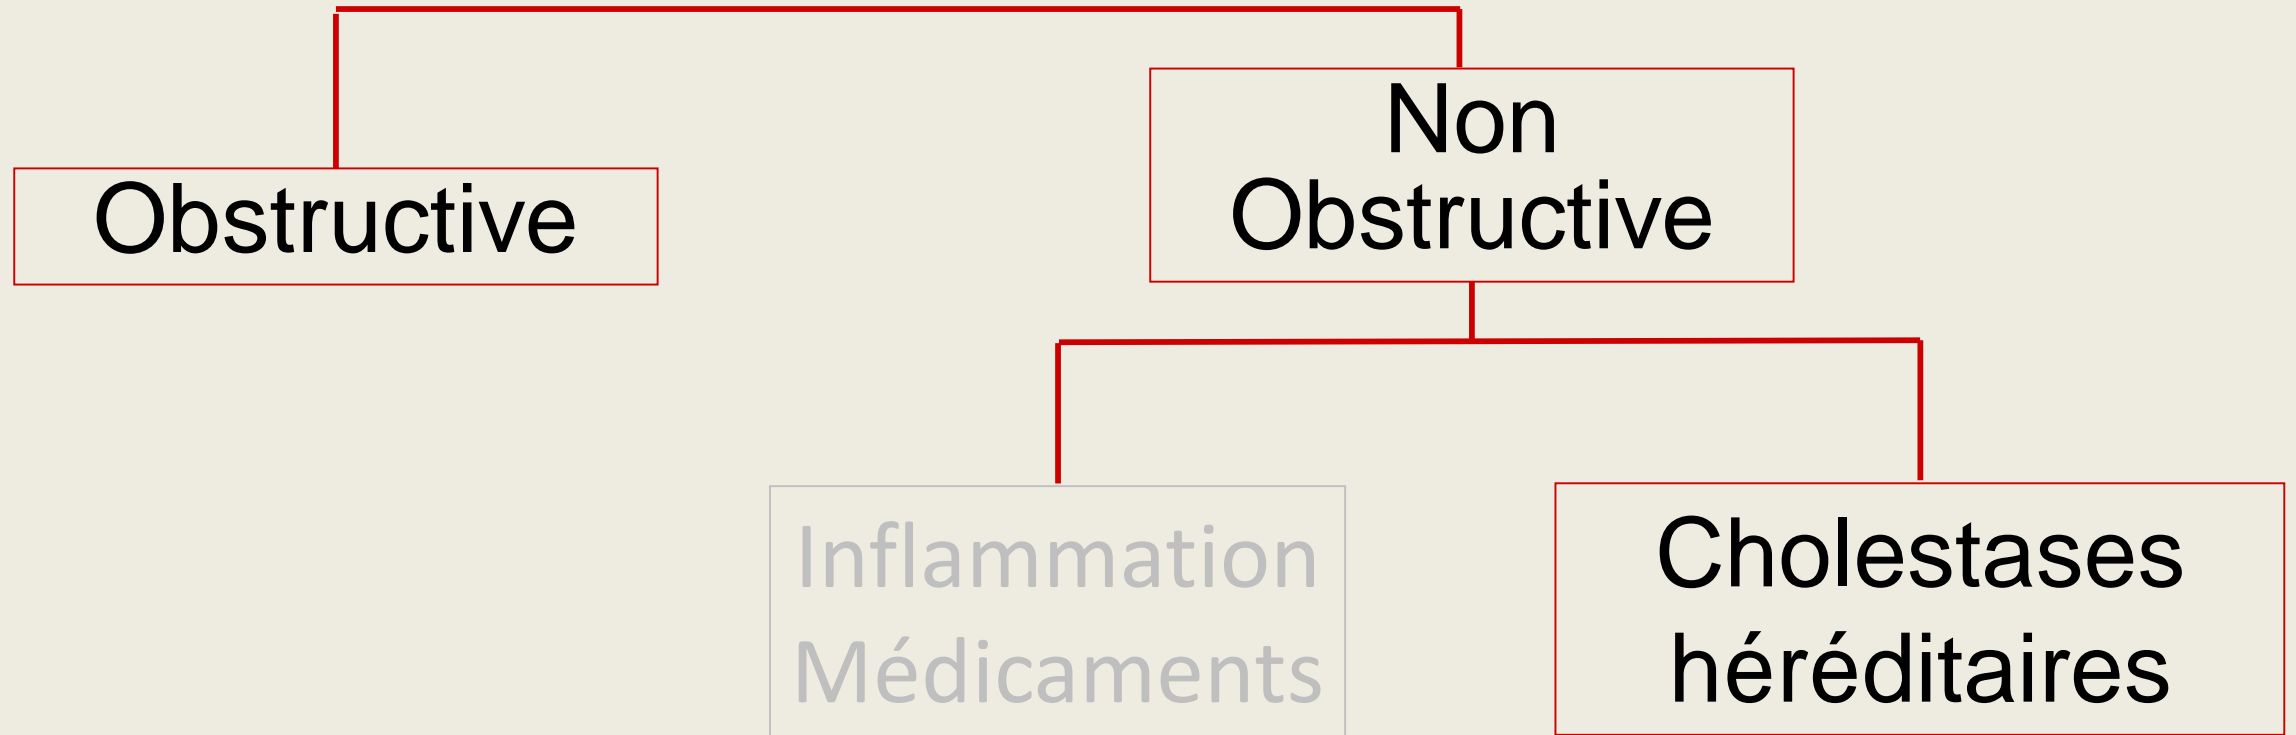 Non
Obstructive
Obstructive
Inflammation
Médicaments
Cholestases
héréditaires